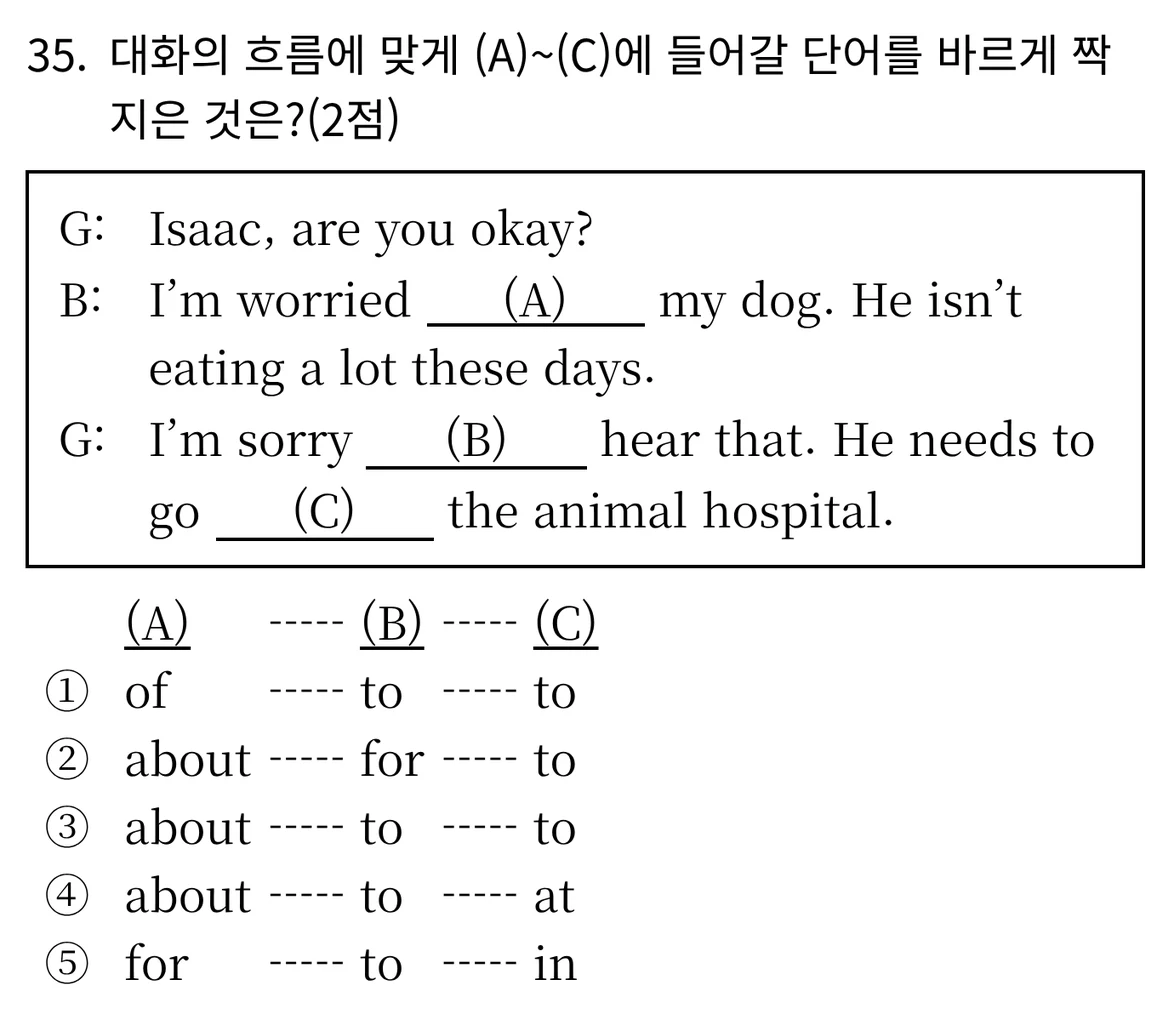 35. 대화의 흐름에 맞게 (A)~(C)에 들어갈 단어를 바르게 짝
지은 것은?(2점)
G: Isaac, are you okay?
B: I’m worried (A) my dog. He isn’t
eating a lot these days.
G: I’m sorry (B) hear that. He needs to
go (C) the animal hospital.
(A) ----- (B) ----- (C)
① of ----- to ----- to
② about ----- for ----- to
③ about ----- to ----- to
④ about ----- to ----- at
⑤ for ----- to ----- in